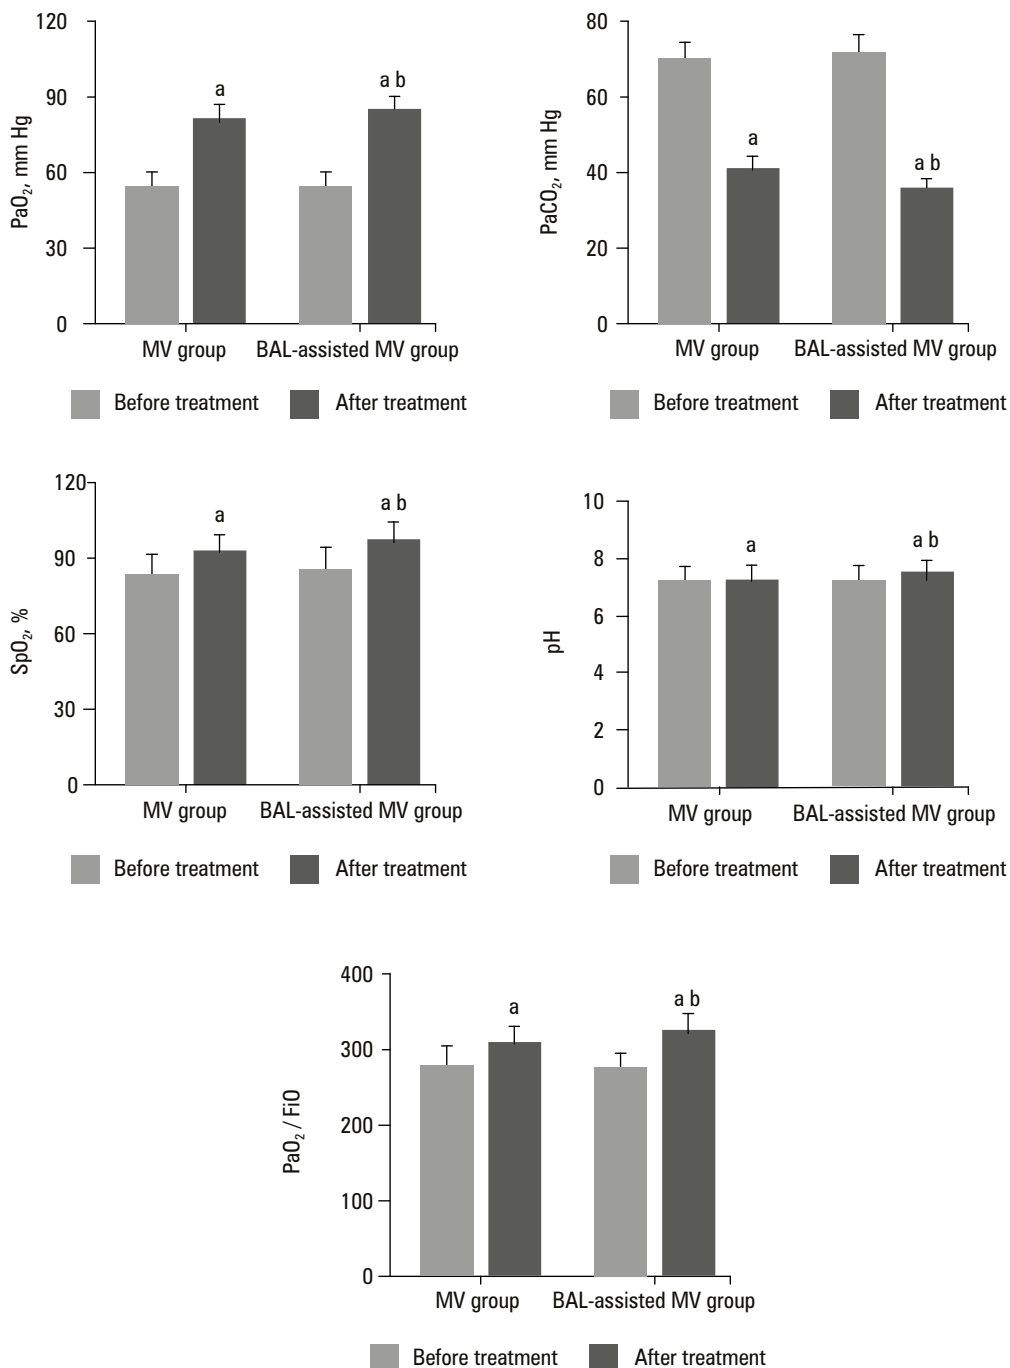 120
90
60
30
0
PaO₂, mm Hg
a
a b
MV group
BAL-assisted MV group
Before treatment
After treatment
80
60
40
20
0
PaCO₂, mm Hg
a
a b
MV group
BAL-assisted MV group
Before treatment
After treatment
120
90
60
30
0
SpO₂, %
a
a b
MV group
BAL-assisted MV group
Before treatment
After treatment
10
8
6
4
2
0
pH
a
a b
MV group
BAL-assisted MV group
Before treatment
After treatment
400
300
200
100
0
PaO₂ / FiO
a
a b
MV group
BAL-assisted MV group
Before treatment
After treatment